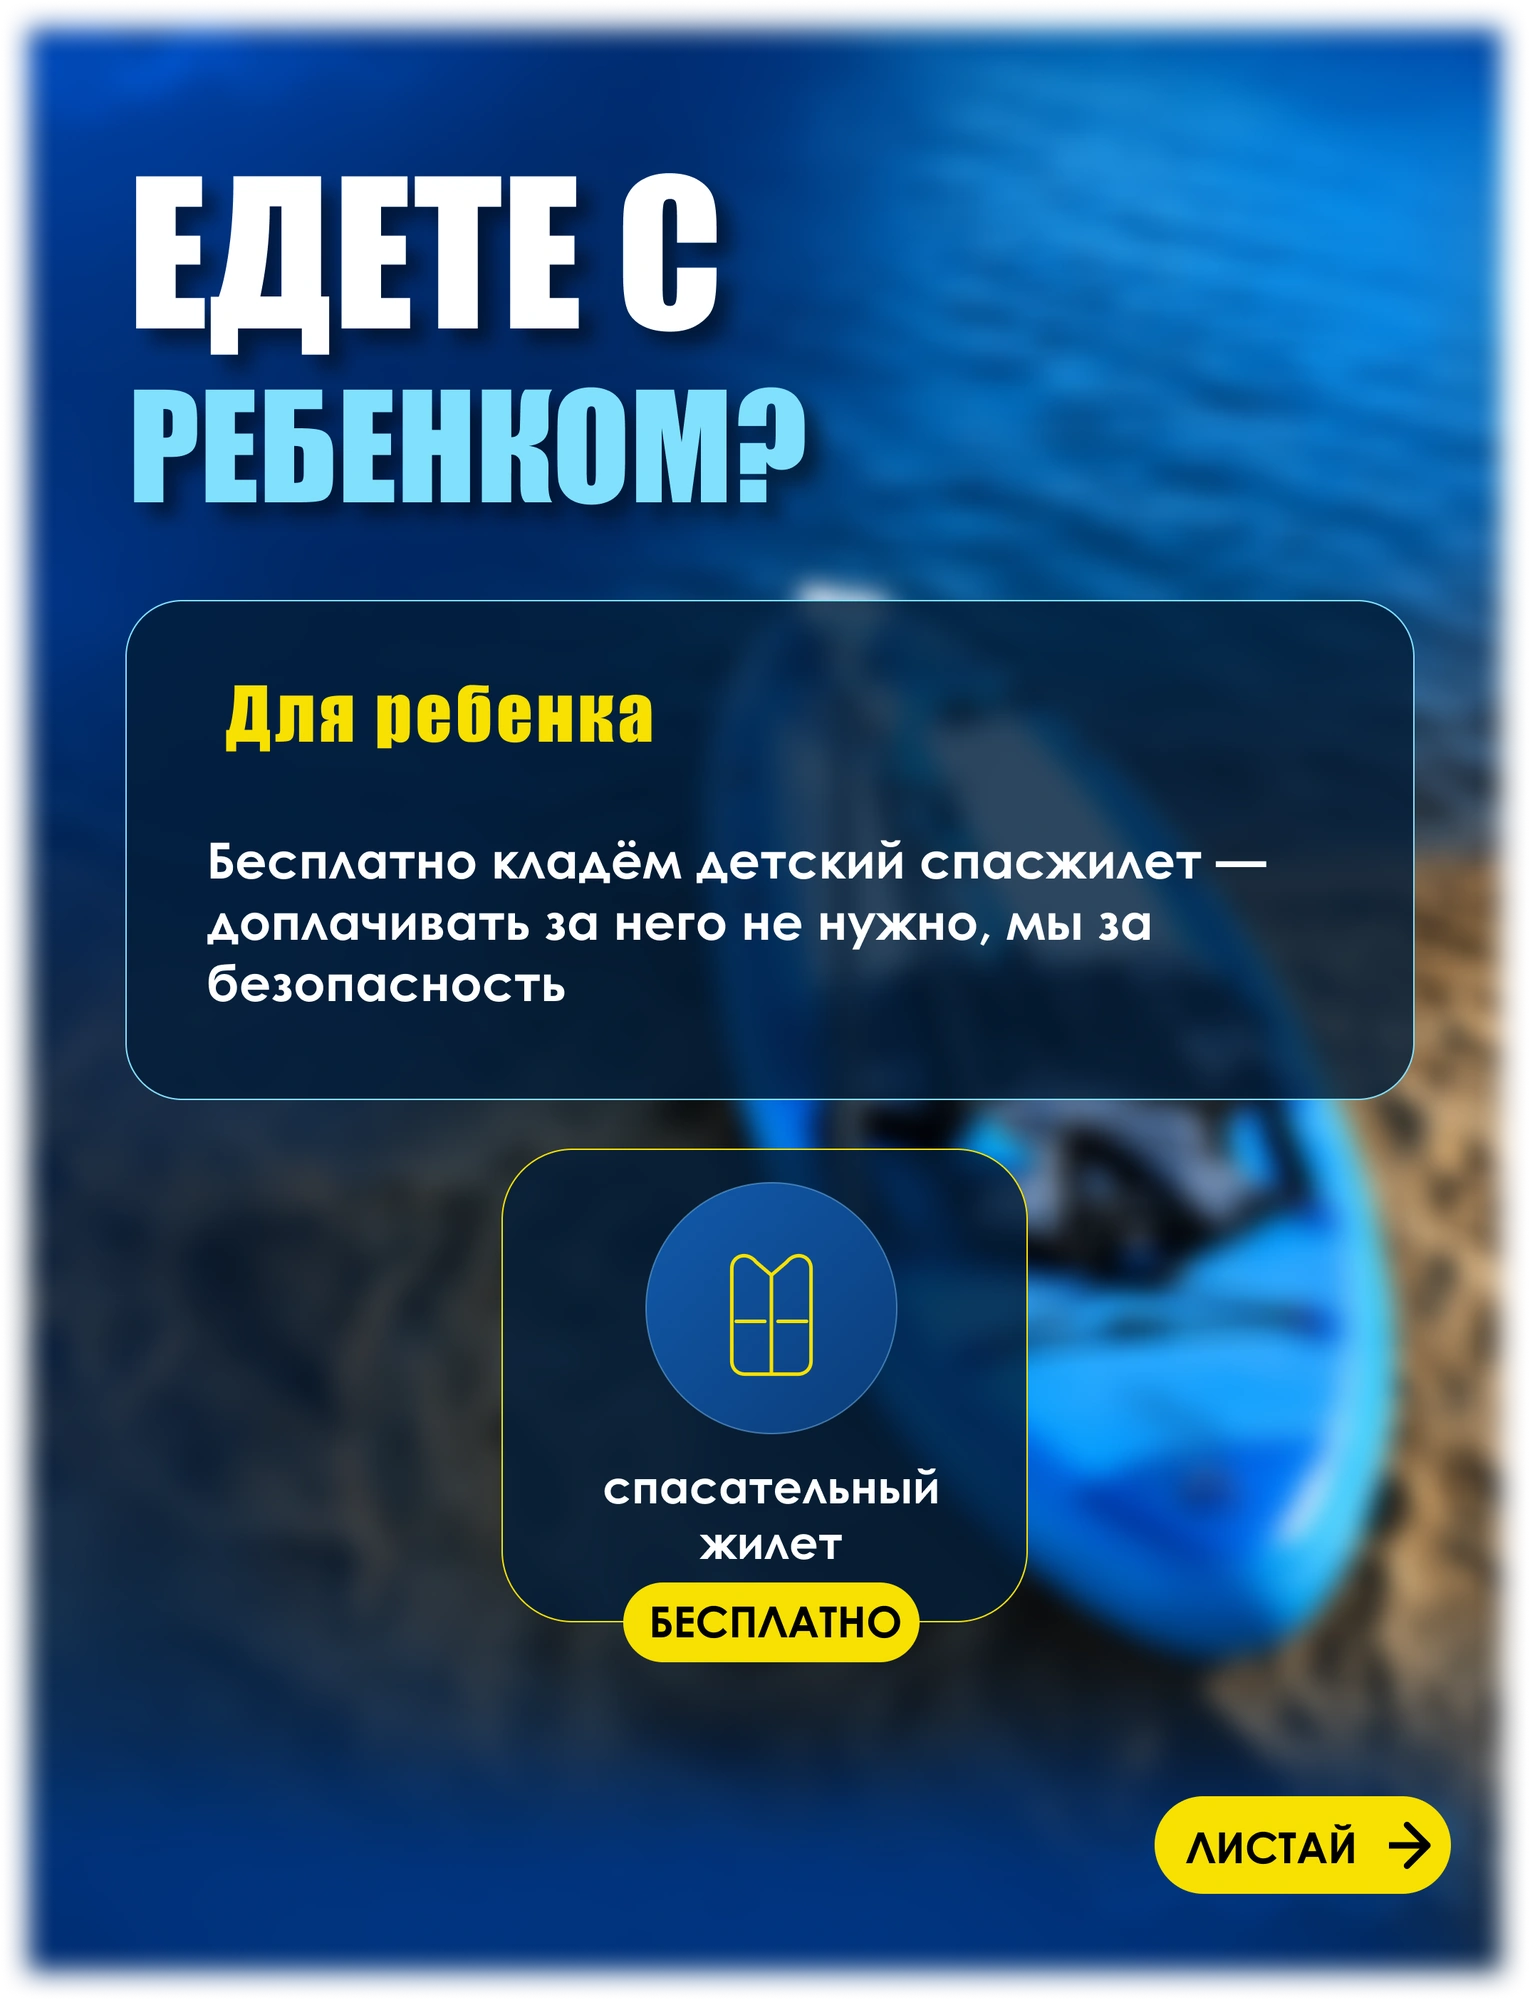 ЕДЕТЕ С
РЕБЕНКОМ?
Для ребенка
Бесплатно кладём детский спасжилет —
доплачивать за него не нужно, мы за
безопасность
спасательный
жилет
БЕСПЛАТНО
ЛИСТАЙ →